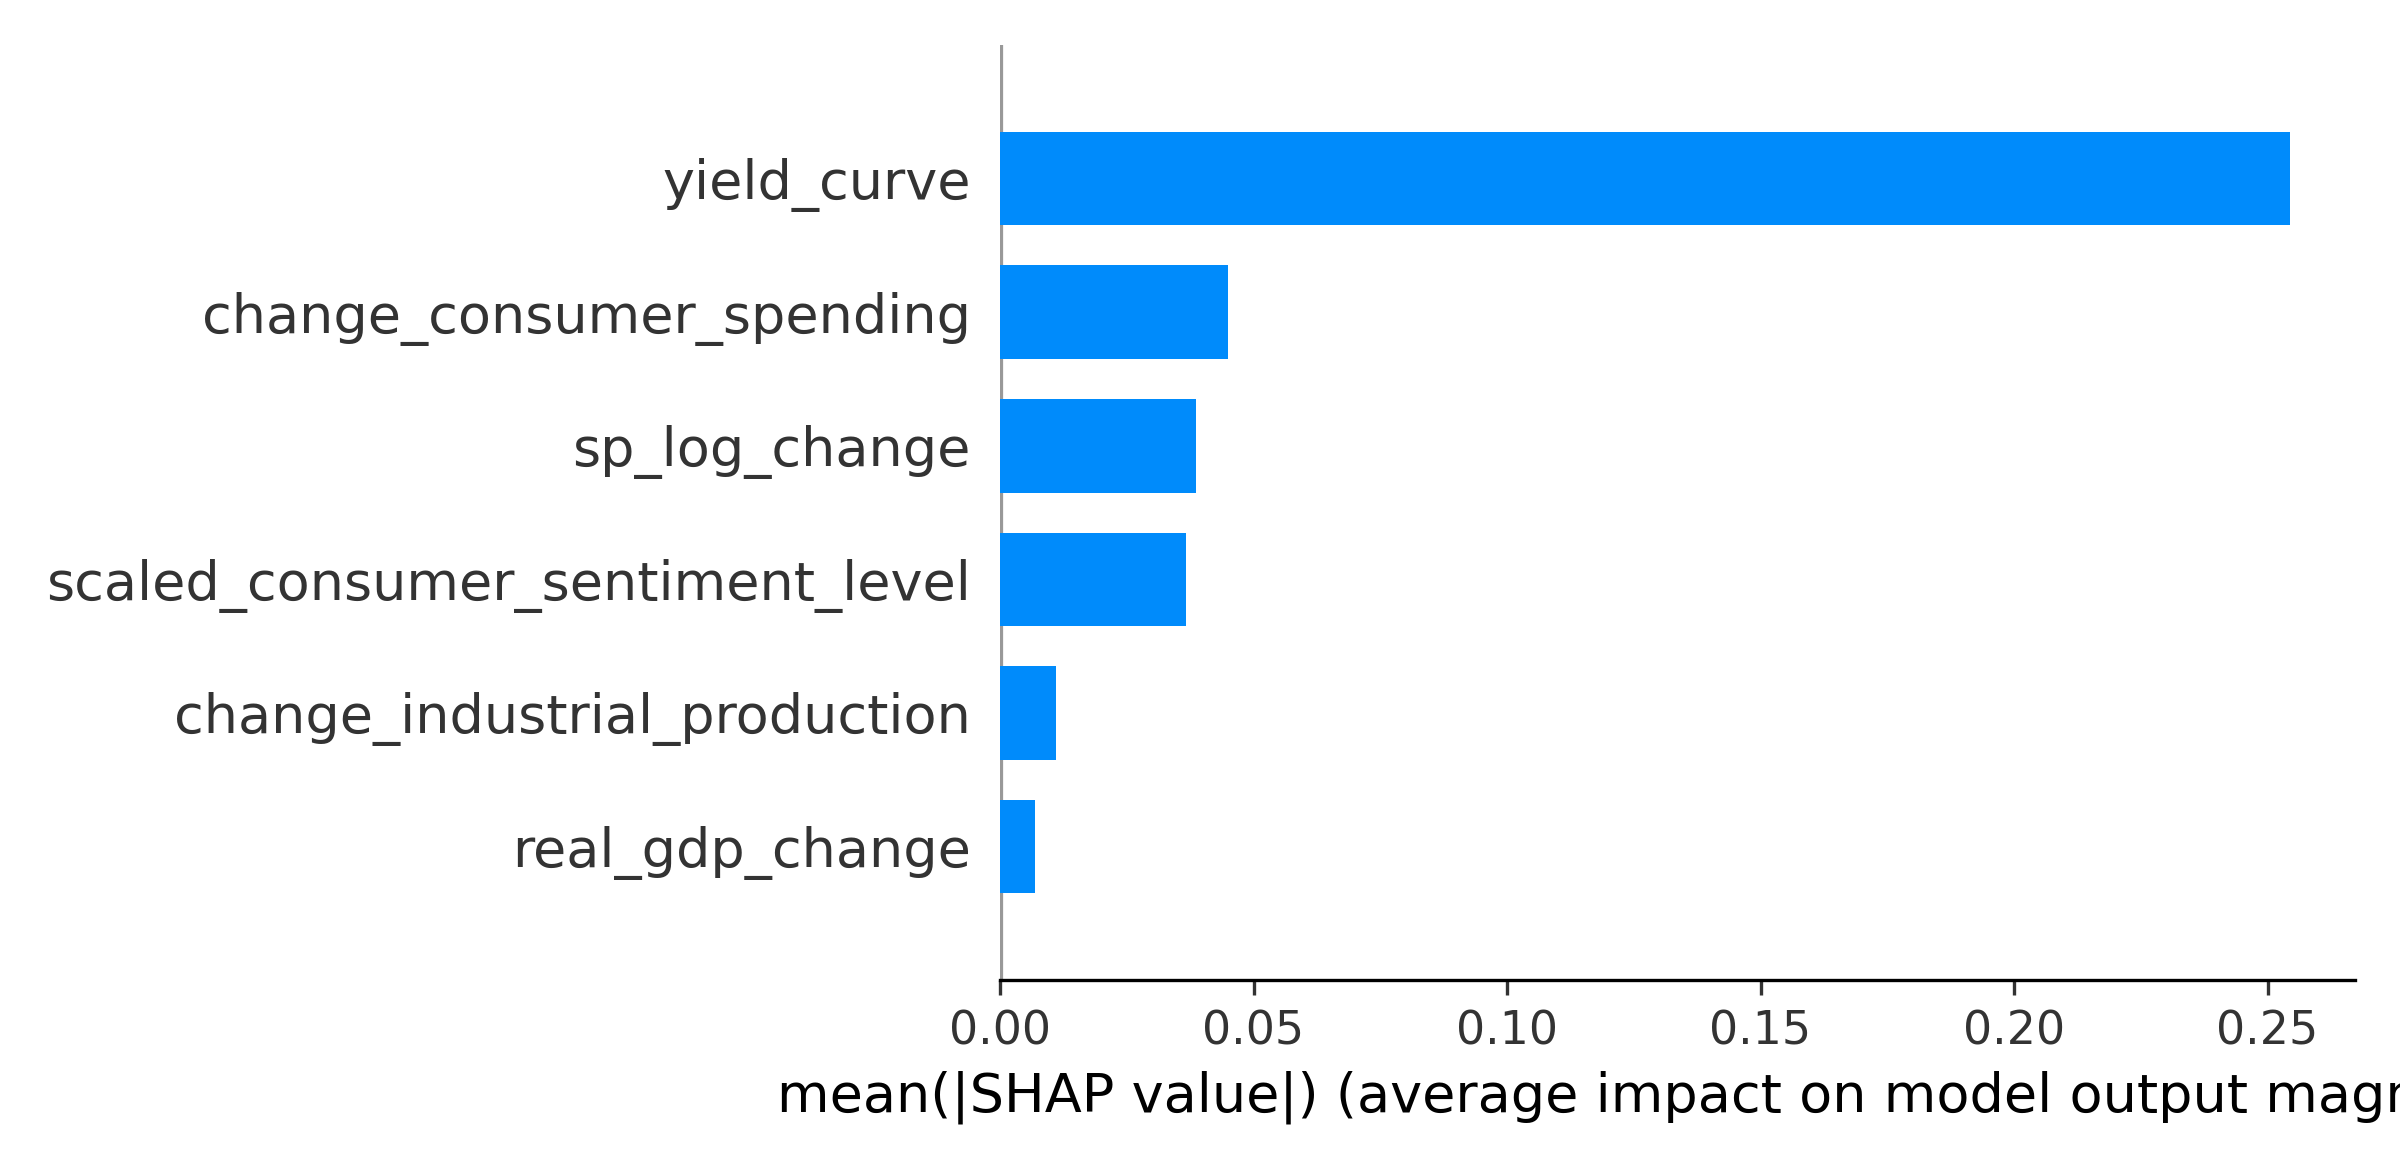 yield_curve
change_consumer_spending
sp_log_change
scaled_consumer_sentiment_level
change_industrial_production
real_gdp_change
0.00 0.05 0.10 0.15 0.20 0.25
mean(|SHAP value|) (average impact on model output magn